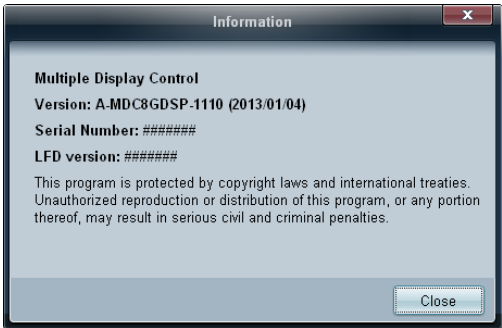 Information
x
Multiple Display Control
Version: A-MDC8GDSP-1110 (2013/01/04)
Serial Number: #######
LFD version: #######
This program is protected by copyright laws and international treaties.
Unauthorized reproduction or distribution of this program, or any portion
thereof, may result in serious civil and criminal penalties.
Close